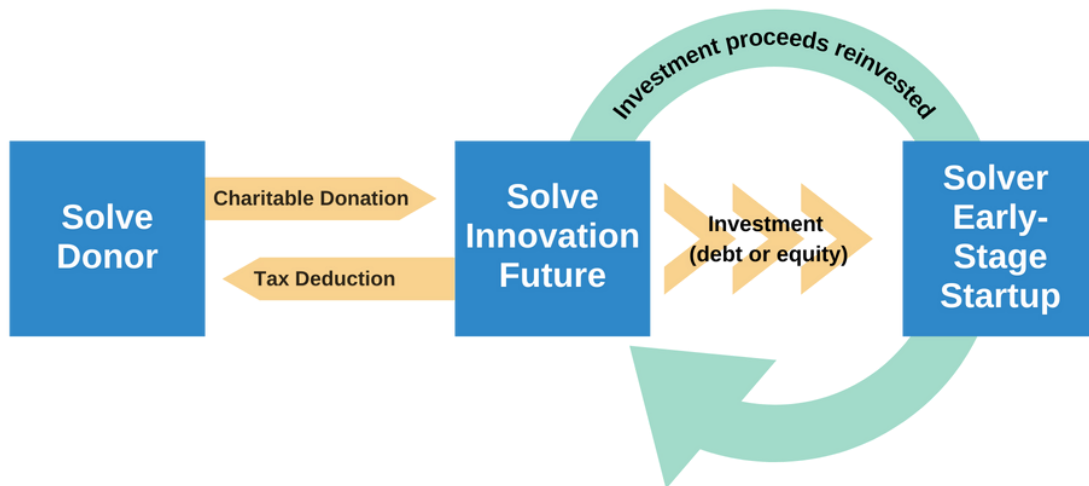 Investment proceeds reinvested
Solve
Donor
Charitable Donation
Tax Deduction
Solve
Innovation
Future
Investment
(debt or equity)
Solver
Early-
Stage
Startup